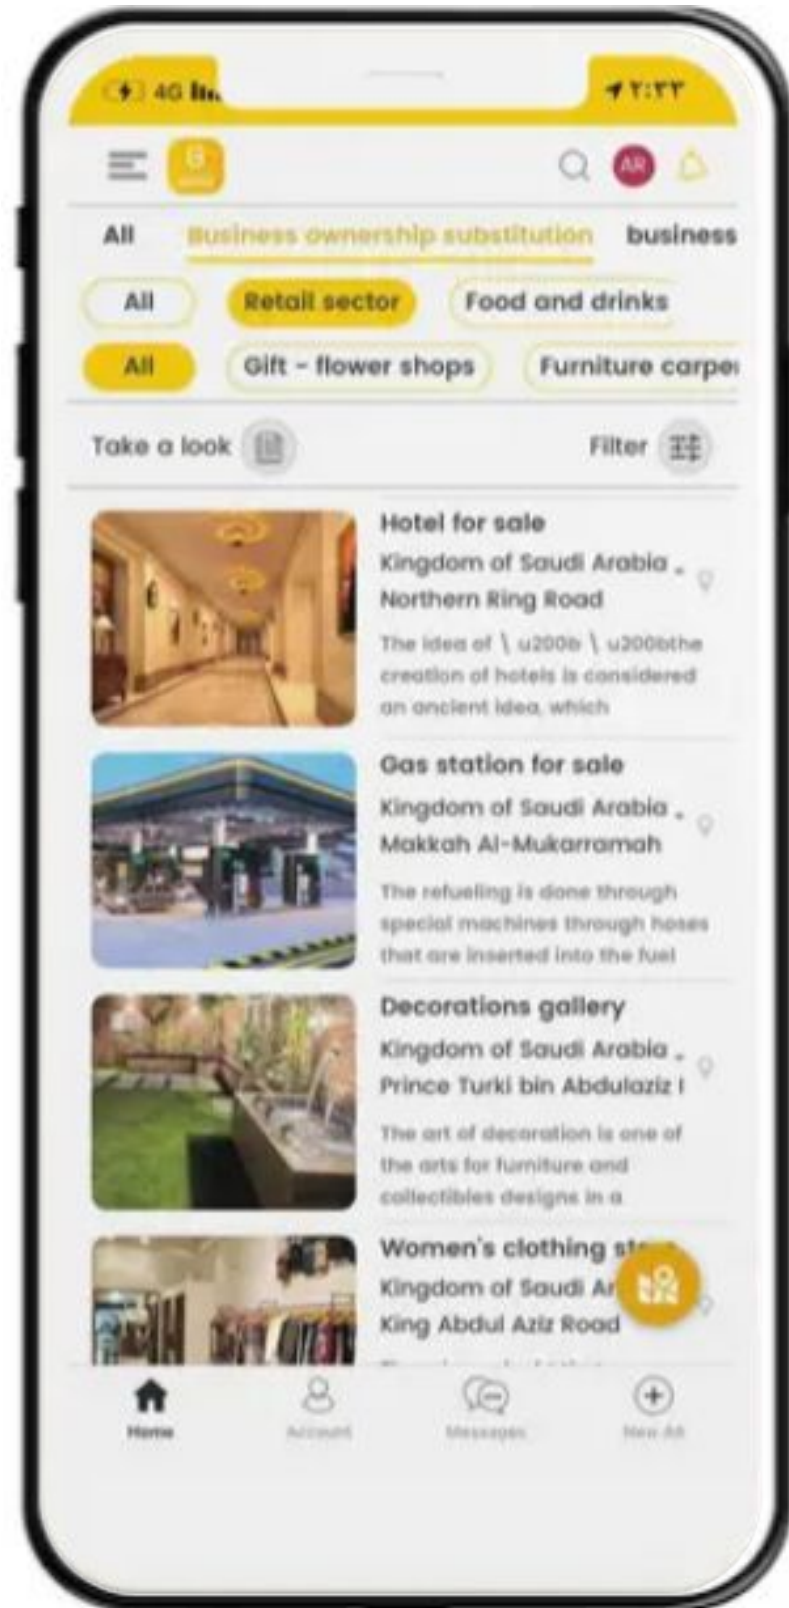 4G
٢:٣٣
AR
All Business ownership substitution business
All Retail sector Food and drinks
All Gift - flower shops Furniture carpe
Take a look
Filter
Hotel for sale
Kingdom of Saudi Arabia -
Northern Ring Road
The idea of \ u200b \ u200bthe
creation of hotels is considered
an ancient idea, which
Gas station for sale
Kingdom of Saudi Arabia -
Makkah Al-Mukarramah
The refueling is done through
special machines through hoses
that are inserted into the fuel
Decorations gallery
Kingdom of Saudi Arabia -
Prince Turki bin Abdulaziz I
The art of decoration is one of
the arts for furniture and
collectibles designs in a
Women's clothing
Kingdom of Saudi Ar
King Abdul Aziz Road
Home
Account
Messages
New Ad